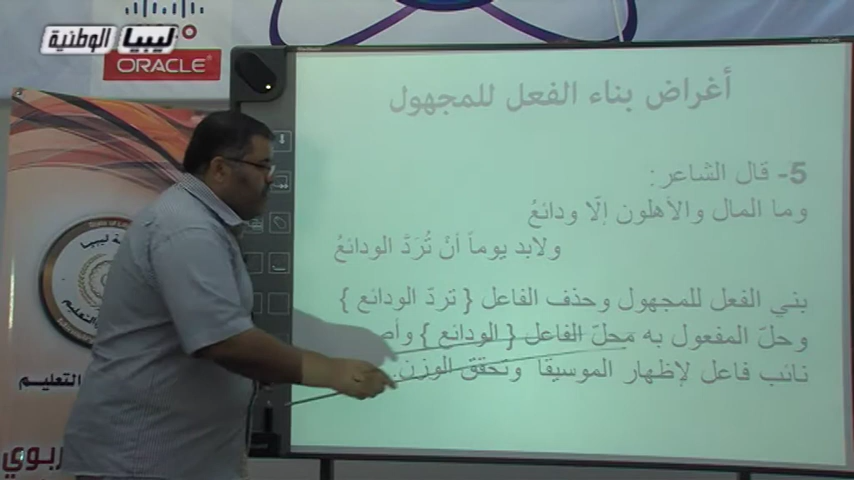 ليبيا الوطنية
ORACLE
أغراض بناء الفعل للمجهول
5- قال الشاعر :
وما المال والأهلون إلّا ودائعُ
ولابد يوماً أنْ تُرَدَّ الودائعُ
بني الفعل للمجهول وحذف الفاعل { تردّ الودائع }
وحلّ المفعول به محلّ الفاعل { الودائع }
نائب فاعل لإظهار الموسيقا وتحقق الوزن.
ليبيا
التعليم
التعليم